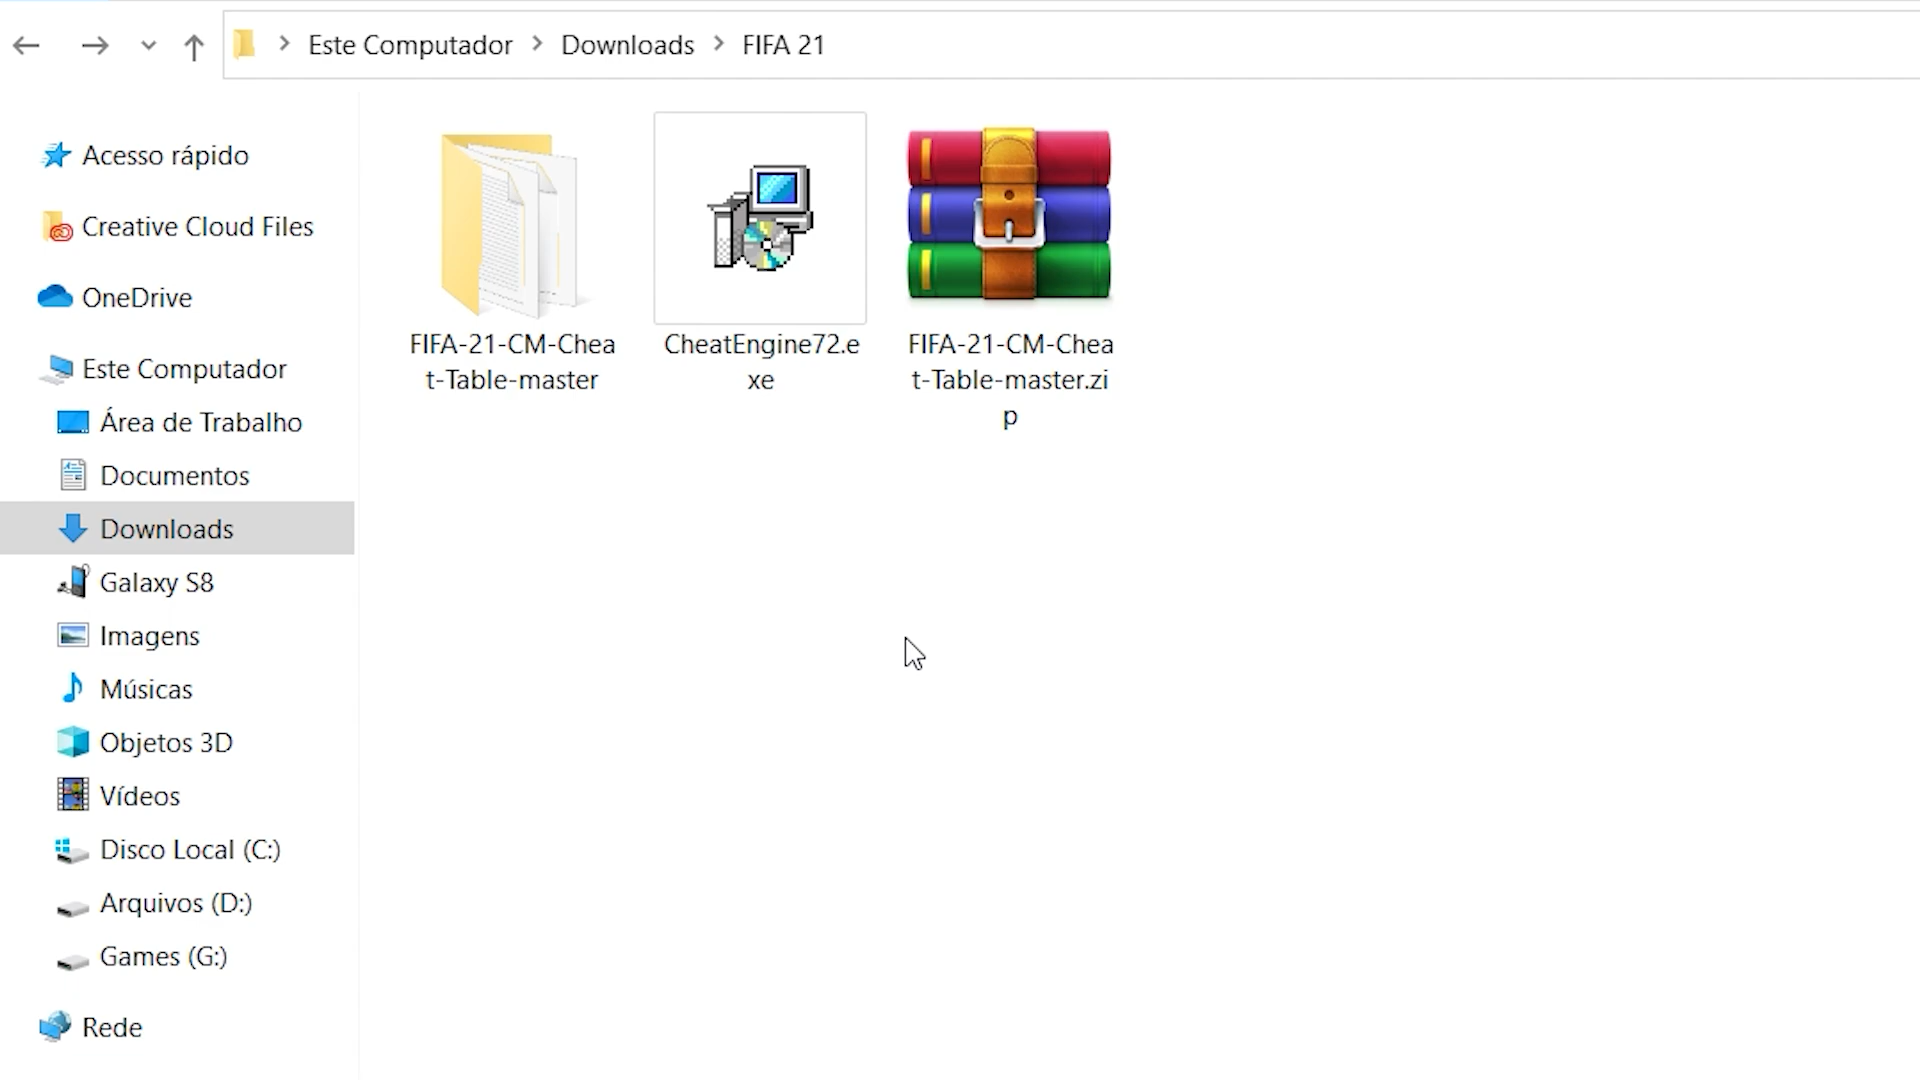 Este Computador > Downloads > FIFA 21
Acesso rápido
Creative Cloud Files
OneDrive
Este Computador
Área de Trabalho
Documentos
Downloads
Galaxy S8
Imagens
Músicas
Objetos 3D
Vídeos
Disco Local (C:)
Arquivos (D:)
Games (G:)
Rede
FIFA-21-CM-Chea
t-Table-master
CheatEngine72.e
xe
FIFA-21-CM-Chea
t-Table-master.zi
p